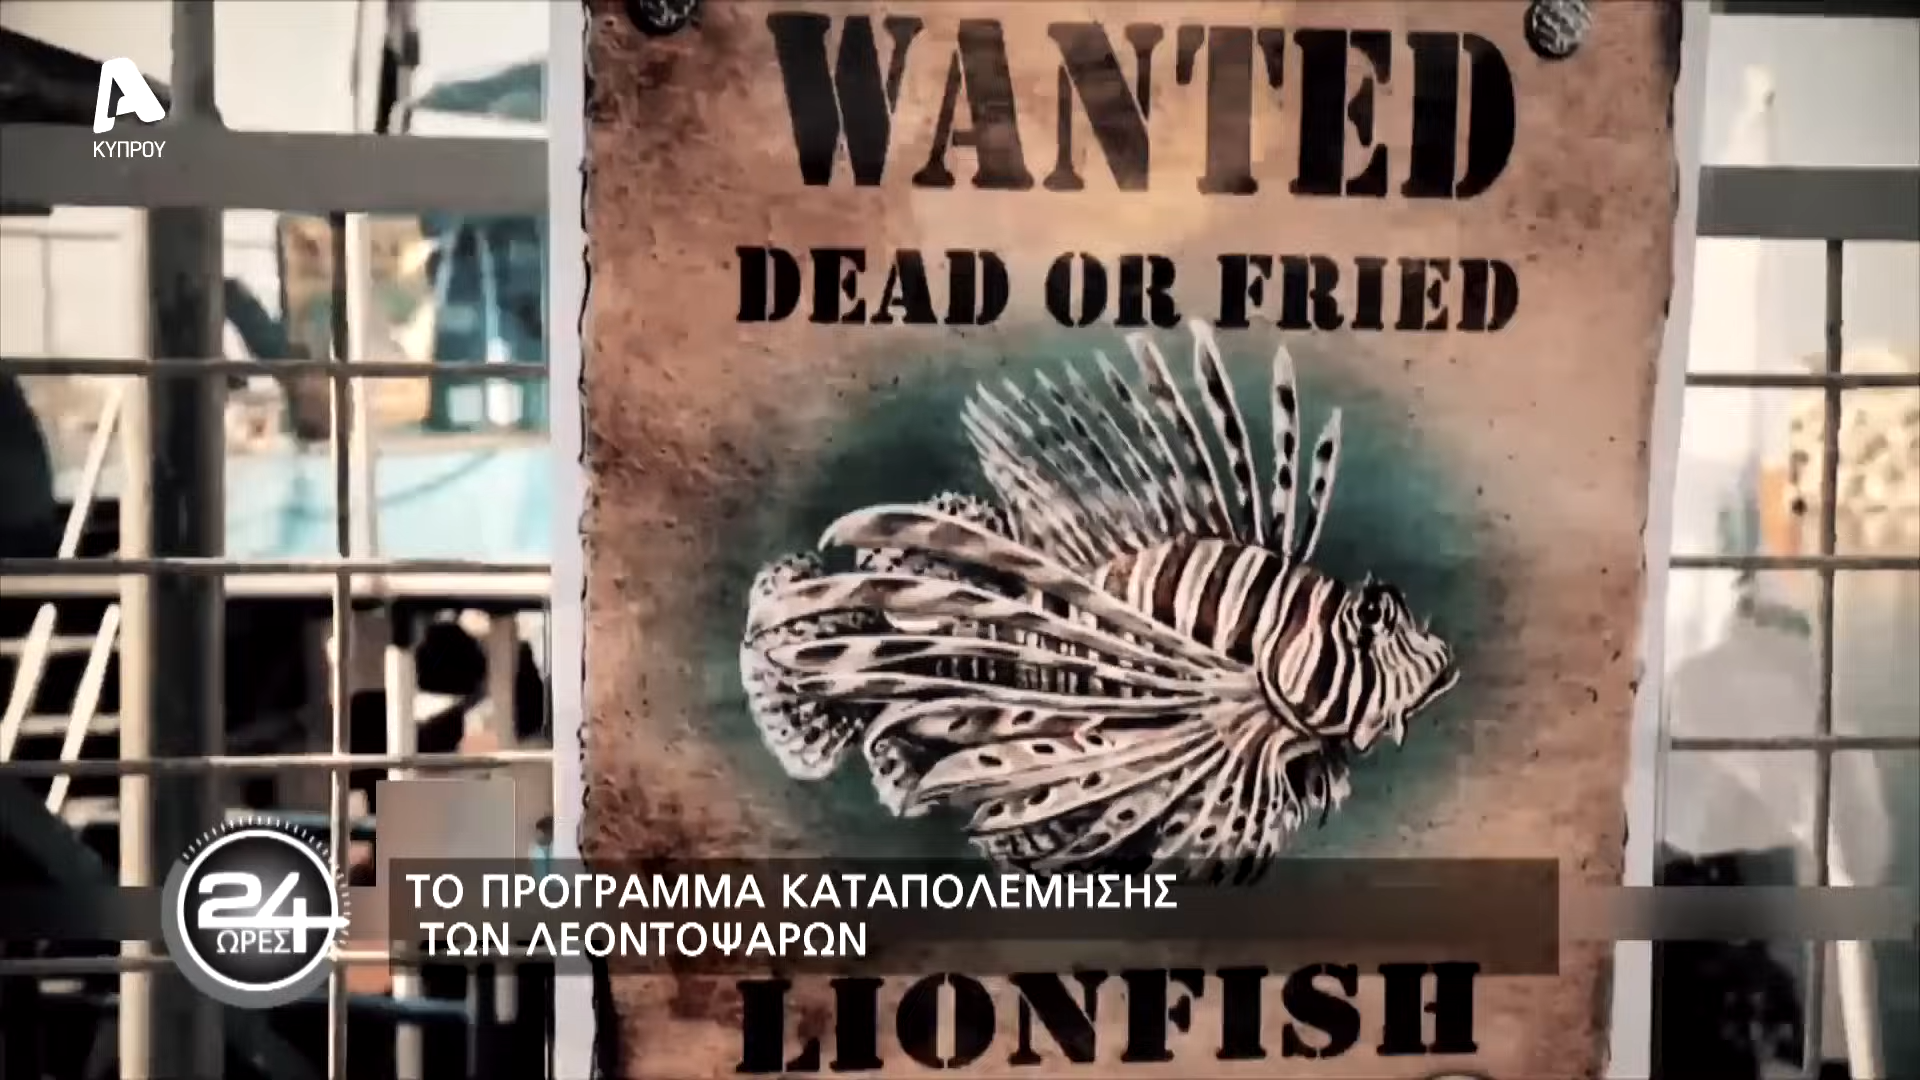 WANTED
DEAD OR FRIED
LIONFISH
ΚΥΠΡΟΥ
24
ΩΡΕΣ
ΤΟ ΠΡΟΓΡΑΜΜΑ ΚΑΤΑΠΟΛΕΜΗΣΗΣ
ΤΩΝ ΛΕΟΝΤΟΨΑΡΩΝ